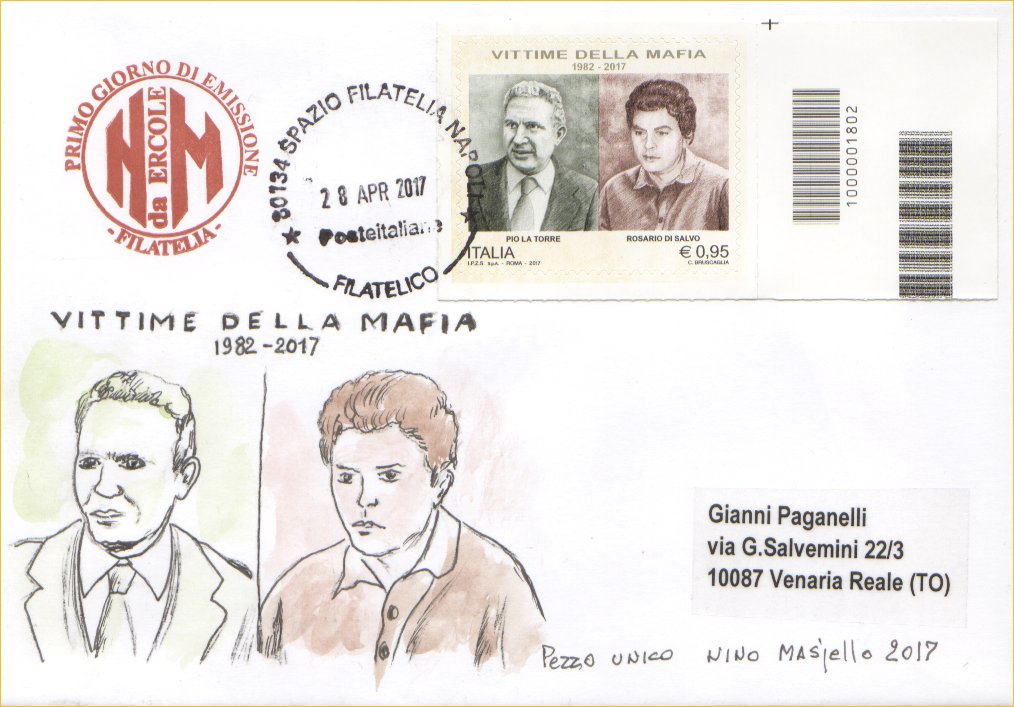 PRIMO GIORNO DI EMISSIONE
NM
da ERCOLE
- FILATELIA -
80134 SPAZIO FILATELIA NAPOLI
28 APR 2017
Posteitaliane
FILATELICO
VITTIME DELLA MAFIA
1982 - 2017
PIO LA TORRE
ROSARIO DI SALVO
ITALIA
€ 0,95
I.P.Z.S. S.p.A. - ROMA - 2017
C. BRUSCAGLIA
1000001802
VITTIME DELLA MAFIA
1982-2017
Gianni Paganelli
via G.Salvemini 22/3
10087 Venaria Reale (TO)
Pezzo unico Nino Masiello 2017